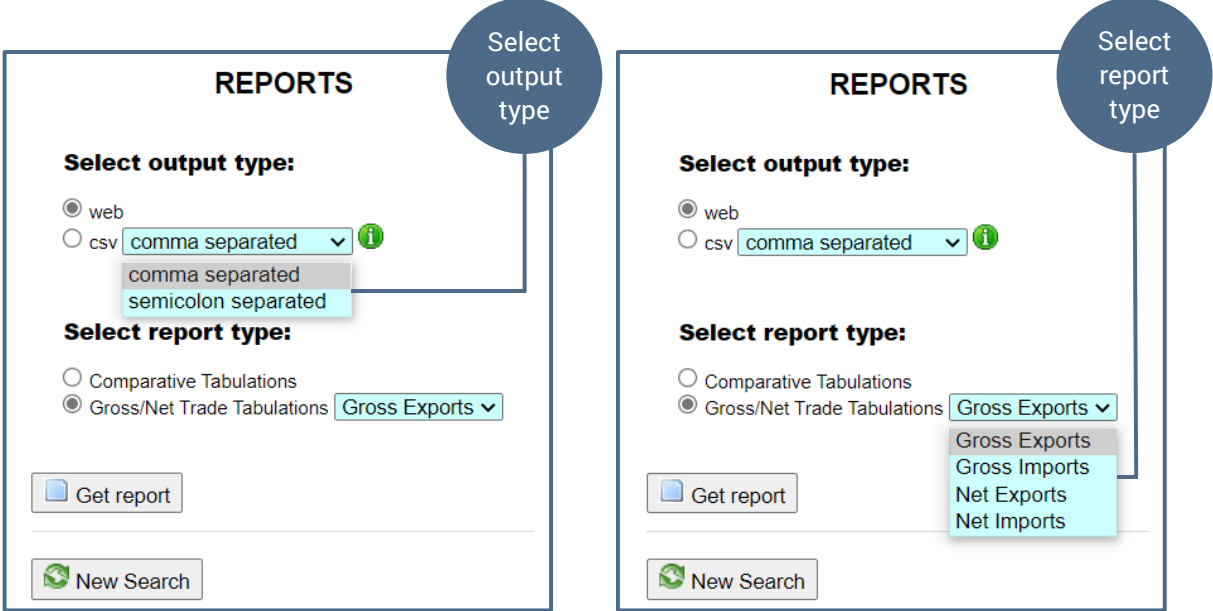 Select
output
type
REPORTS
Select output type:
web
csv comma separated
comma separated
semicolon separated
Select report type:
Comparative Tabulations
Gross/Net Trade Tabulations Gross Exports
Get report
New Search
Select
report
type
REPORTS
Select output type:
web
csv comma separated
Select report type:
Comparative Tabulations
Gross/Net Trade Tabulations Gross Exports
Gross Exports
Gross Imports
Net Exports
Net Imports
Get report
New Search